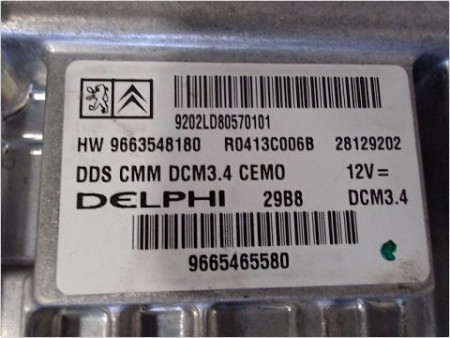 9202LD80570101
HW 9663548180 R0413C006B 28129202
DDS CMM DCM3.4 CEMO 12V=
DELPHI 29B8 DCM3.4
9665465580